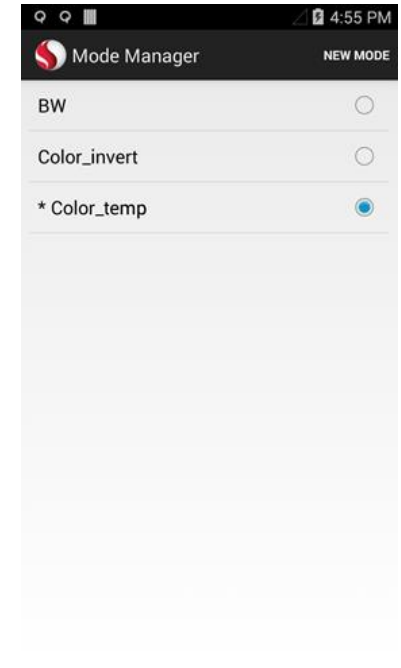 4:55 PM
Mode Manager NEW MODE
BW
Color_invert
* Color_temp